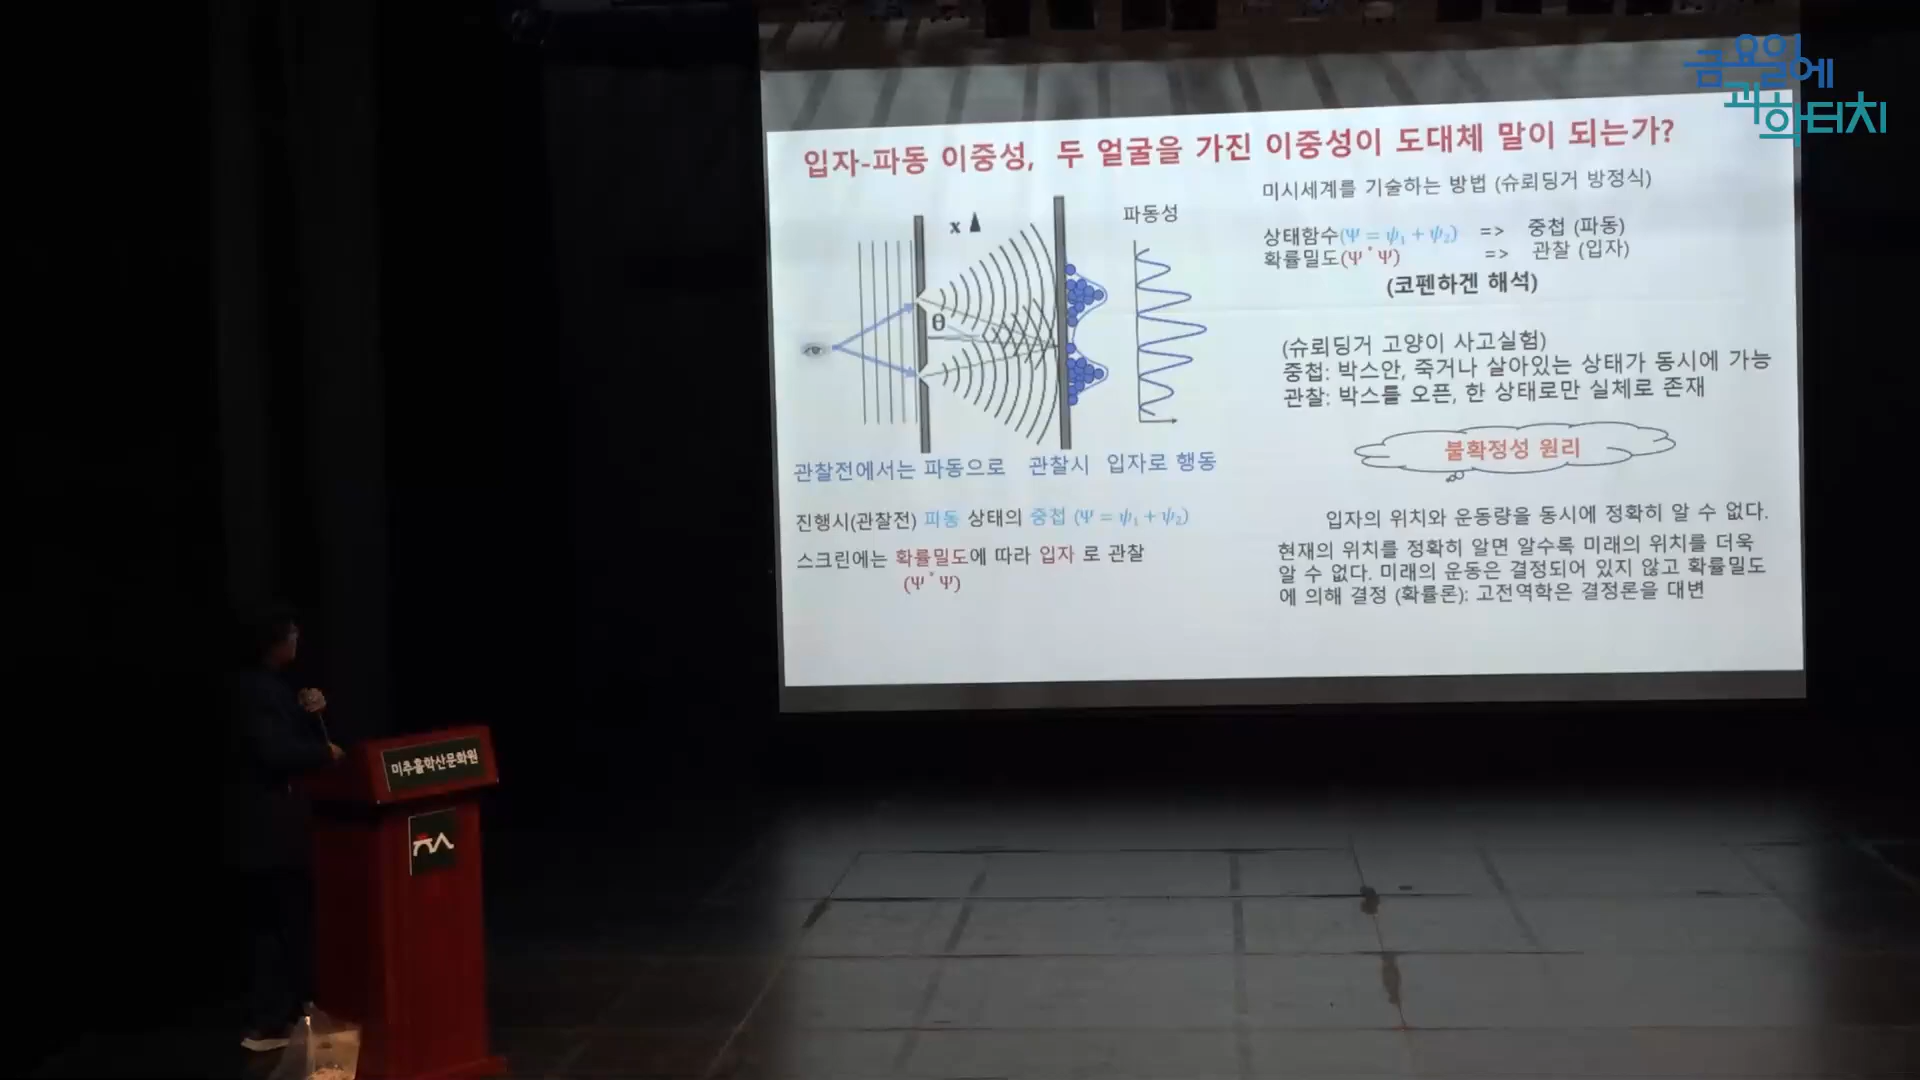 금요일에
과학터치
입자-파동 이중성, 두 얼굴을 가진 이중성이 도대체 말이 되는가?
x
θ
파동성
관찰전에서는 파동으로 관찰시 입자로 행동
진행시(관찰전) 파동 상태의 중첩 (Ψ = ψ₁ + ψ₂)
스크린에는 확률밀도에 따라 입자 로 관찰
(Ψ*Ψ)
미시세계를 기술하는 방법 (슈뢰딩거 방정식)
상태함수(Ψ = ψ₁ + ψ₂) => 중첩 (파동)
확률밀도(Ψ*Ψ) => 관찰 (입자)
(코펜하겐 해석)
(슈뢰딩거 고양이 사고실험)
중첩: 박스안, 죽거나 살아있는 상태가 동시에 가능
관찰: 박스를 오픈, 한 상태로만 실체로 존재
불확정성 원리
입자의 위치와 운동량을 동시에 정확히 알 수 없다.
현재의 위치를 정확히 알면 알수록 미래의 위치를 더욱
알 수 없다. 미래의 운동은 결정되어 있지 않고 확률밀도
에 의해 결정 (확률론): 고전역학은 결정론을 대변
미추홀학산문화원